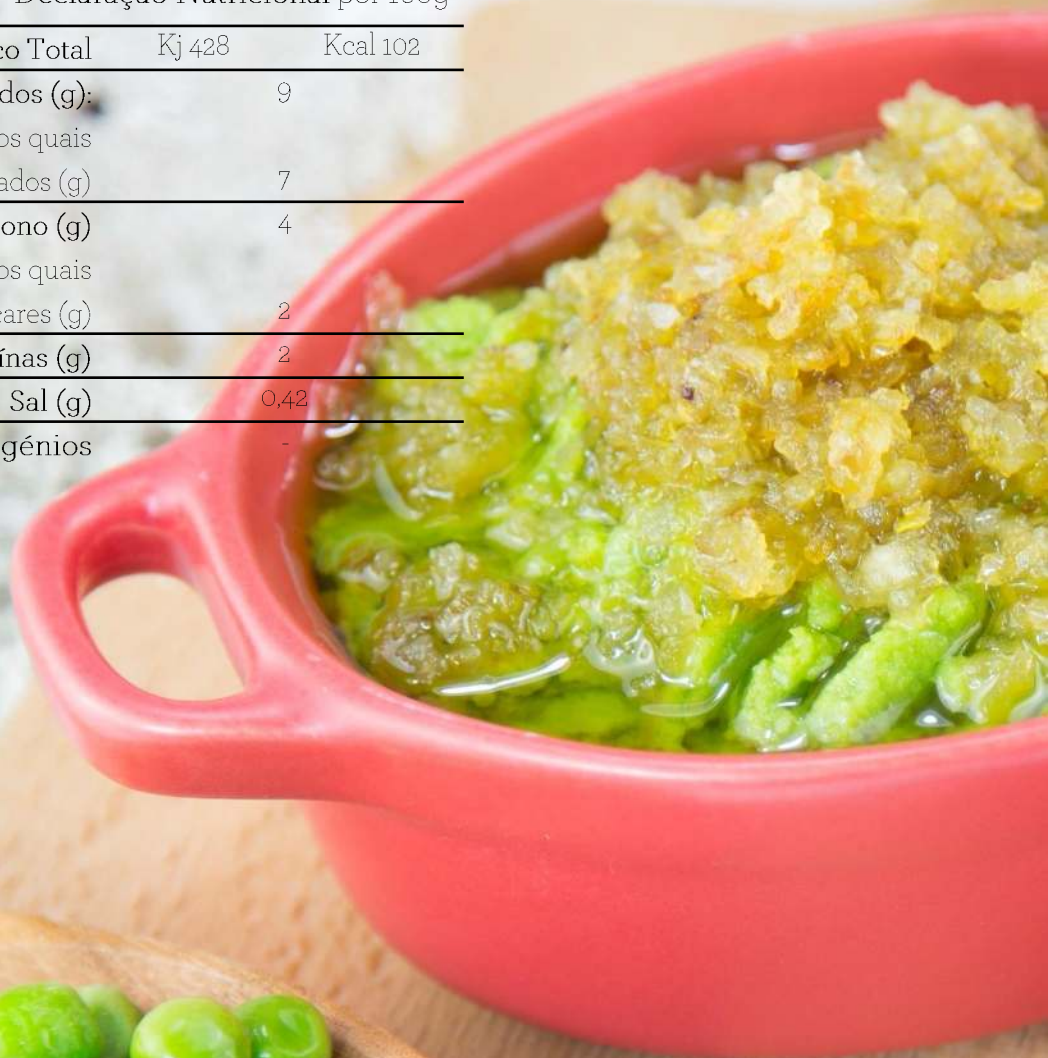 Declaração Nutricional por 100g
co Total Kj 428 Kcal 102
dos (g): 9
os quais
ados (g) 7
ono (g) 4
os quais
cares (g) 2
ínas (g) 2
Sal (g) 0,42
génios -